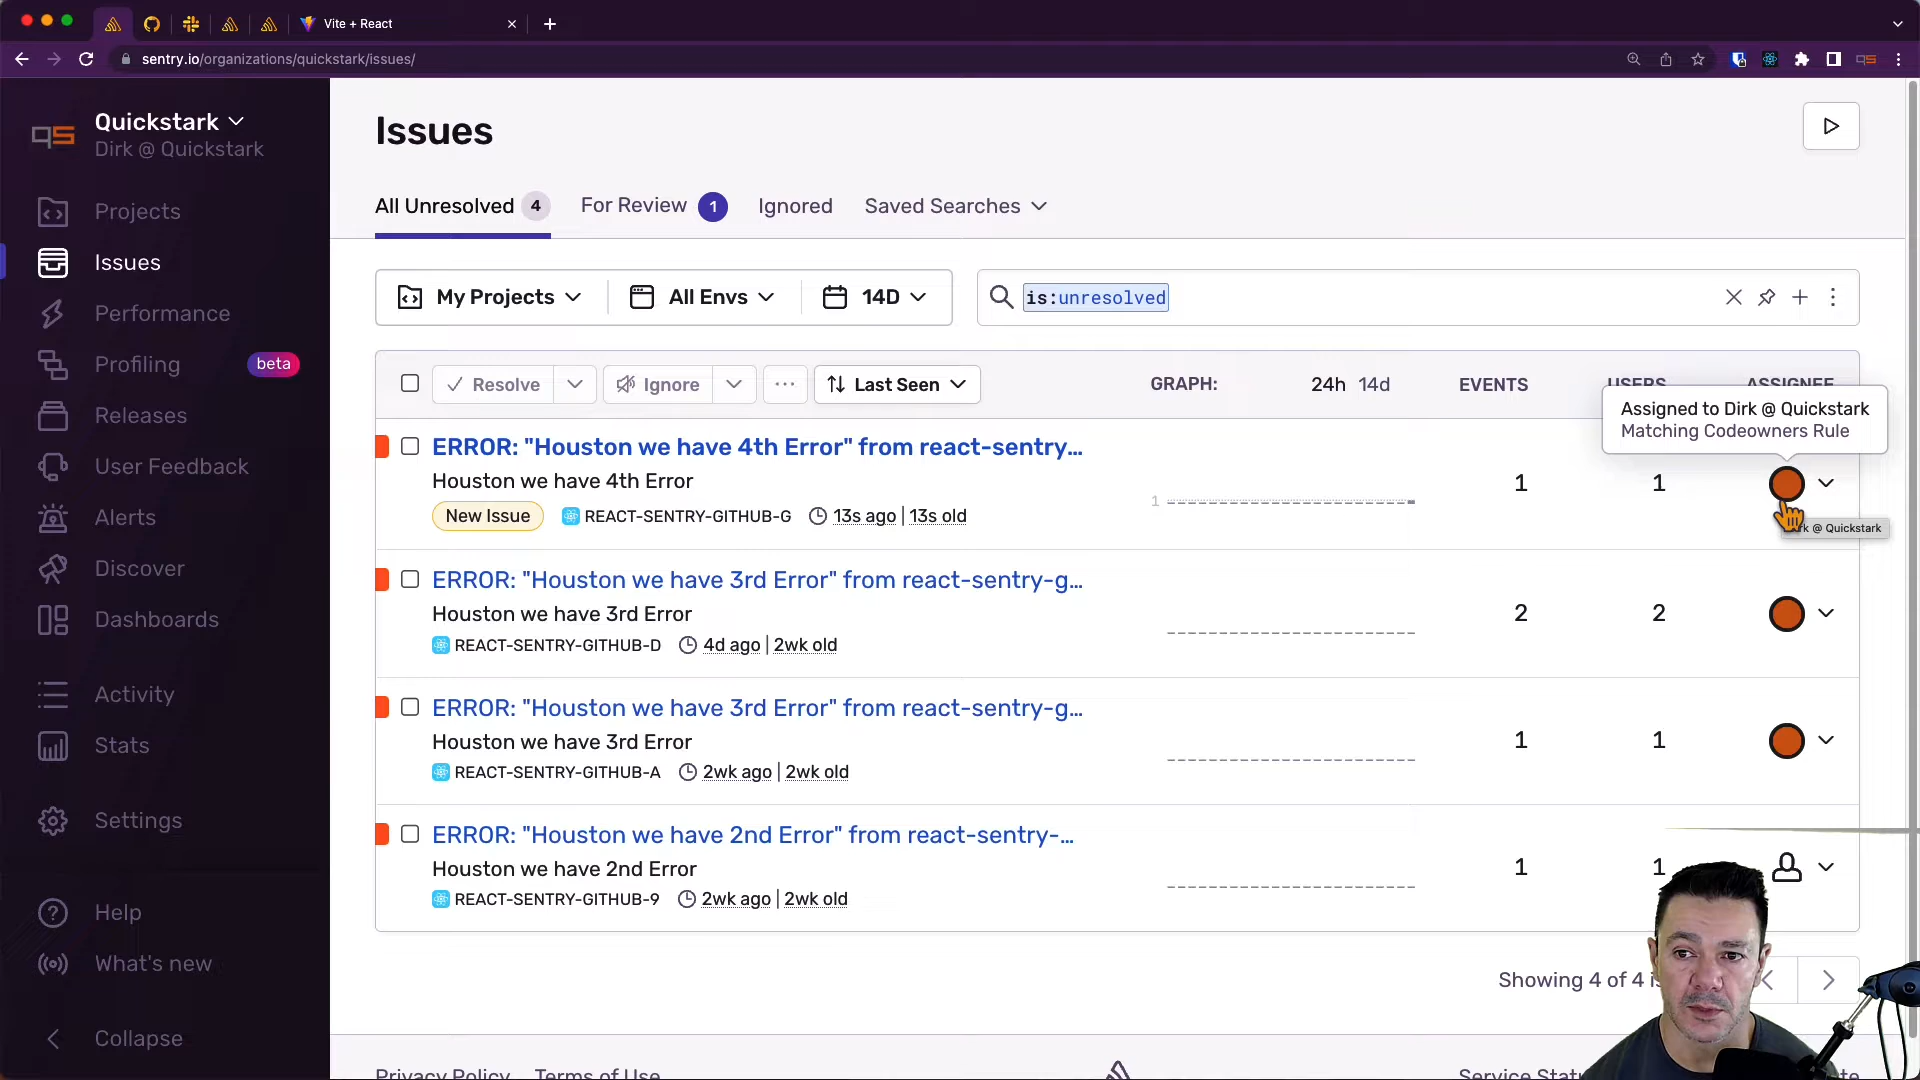 Vite + React
sentry.io/organizations/quickstark/issues/
Quickstark
Dirk @ Quickstark
Projects
Issues
Performance
Profiling
beta
Releases
User Feedback
Alerts
Discover
Dashboards
Activity
Stats
Settings
Help
What's new
Collapse
Issues
All Unresolved 4
For Review 1
Ignored
Saved Searches
My Projects
All Envs
14D
is:unresolved
Resolve
Ignore
Last Seen
GRAPH:
24h 14d
EVENTS
USERS
ASSIGNEE
Assigned to Dirk @ Quickstark
Matching Codeowners Rule
ERROR: "Houston we have 4th Error" from react-sentry…
Houston we have 4th Error
New Issue
REACT-SENTRY-GITHUB-G
13s ago | 13s old
1
1
1
@ Quickstark
ERROR: "Houston we have 3rd Error" from react-sentry-g…
Houston we have 3rd Error
REACT-SENTRY-GITHUB-D
4d ago | 2wk old
2
2
ERROR: "Houston we have 3rd Error" from react-sentry-g…
Houston we have 3rd Error
REACT-SENTRY-GITHUB-A
2wk ago | 2wk old
1
1
ERROR: "Houston we have 2nd Error" from react-sentry-…
Houston we have 2nd Error
REACT-SENTRY-GITHUB-9
2wk ago | 2wk old
1
1
Showing 4 of 4
Privacy Policy
Terms of Use
Service